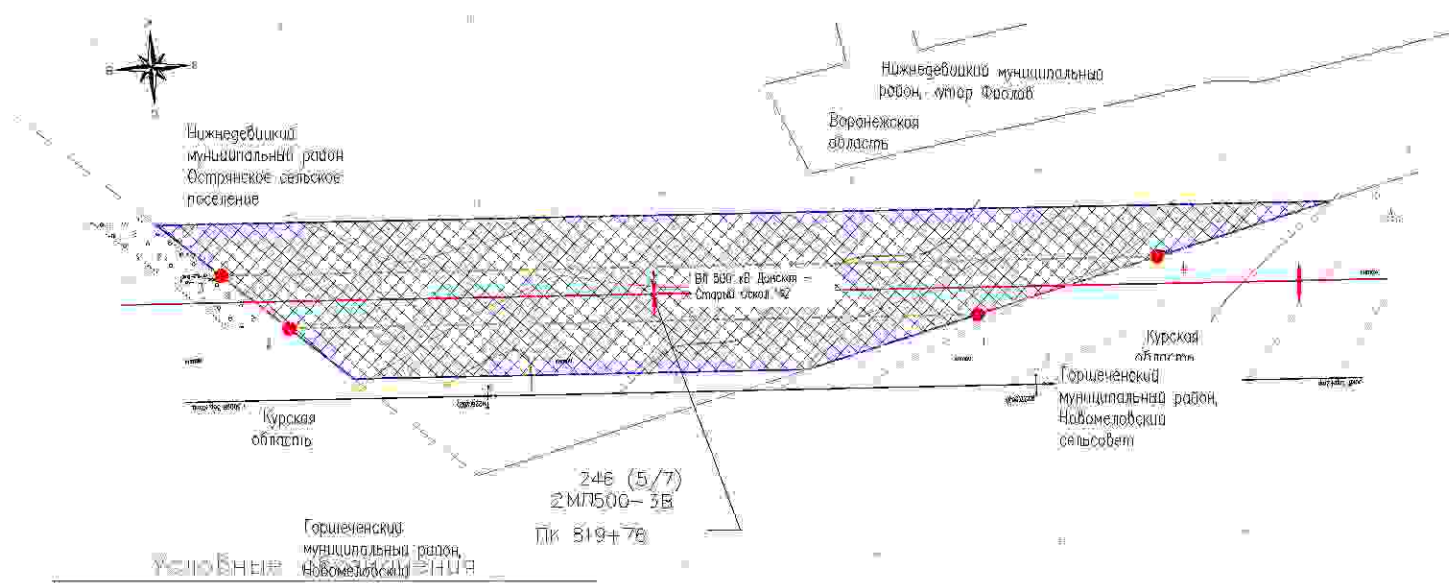 Нижнедевицкий муниципальный
район, хутор Фролов
Воронежская
область
Нижнедевицкий
муниципальный район
Острянское сельское
поселение
ВЛ 500 кВ Донская –
Старый Оскол №2
Курская
область
Горшеченский
муниципальный район,
Новомеловский
сельсовет
Курская
область
246 (5/7)
2МЛ500-3В
ПК 819+76
Горшеченский
муниципальный район,
Новомеловский
Условные обозначения